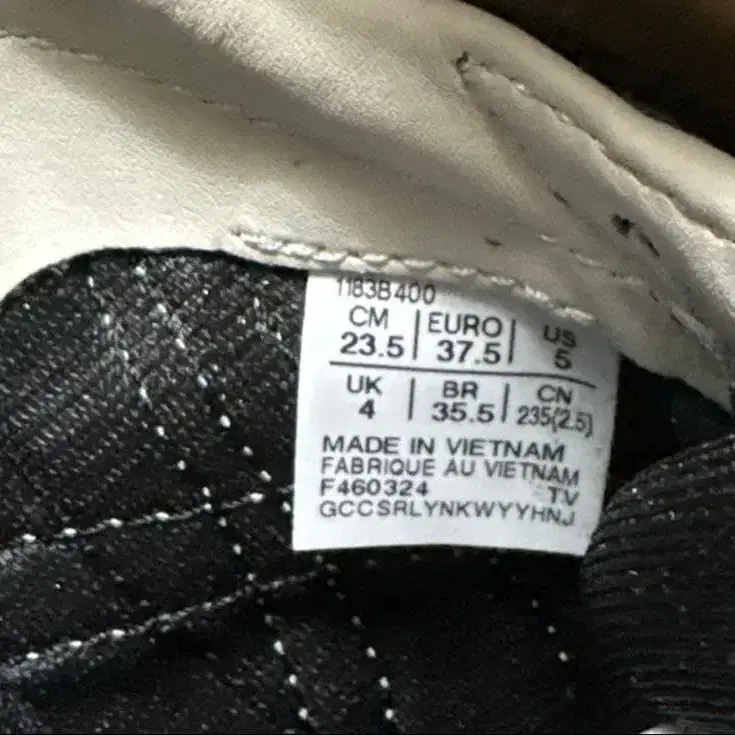 1183B400
CM | EURO | US
23.5 | 37.5 | 5
UK | BR | CN
4 | 35.5 | 235(2.5)
MADE IN VIETNAM
FABRIQUE AU VIETNAM
F460324 TV
GCCSRLYNKWYYHNJ